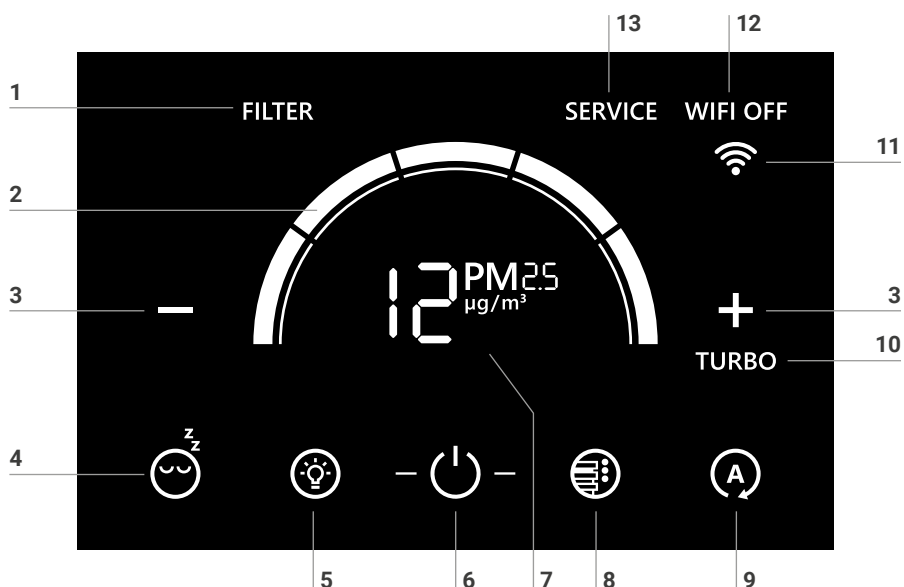 13 12
1 FILTER SERVICE WIFI OFF
11
2
12 PM2.5
µg/m³
3 3
TURBO 10
z
z
4
A
5 6 7 8 9